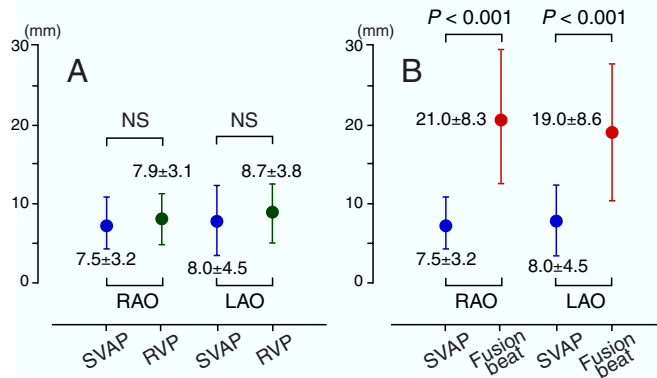 (mm)
30
20
10
0
A
NS
NS
7.9±3.1
8.7±3.8
7.5±3.2
8.0±4.5
RAO
LAO
SVAP
RVP
SVAP
RVP
(mm)
30
20
10
0
B
P < 0.001
P < 0.001
21.0±8.3
19.0±8.6
7.5±3.2
8.0±4.5
RAO
LAO
SVAP
Fusion
beat
SVAP
Fusion
beat